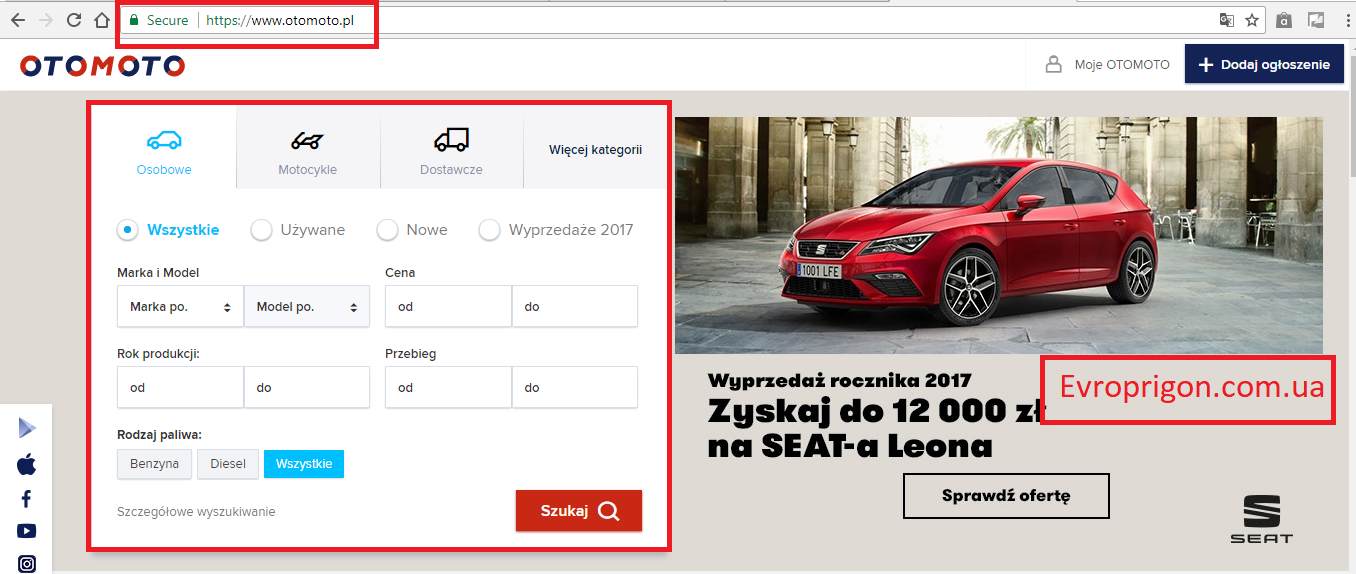 Secure https://www.otomoto.pl
OTOMOTO
Moje OTOMOTO
+ Dodaj ogłoszenie
Osobowe
Motocykle
Dostawcze
Więcej kategorii
Wszystkie
Używane
Nowe
Wyprzedaże 2017
Marka i Model
Cena
Marka po.
Model po.
od
do
Rok produkcji:
Przebieg
od
do
od
do
Rodzaj paliwa:
Benzyna
Diesel
Wszystkie
Szczegółowe wyszukiwanie
Szukaj
1001 LFE
Wyprzedaż rocznika 2017
Zyskaj do 12 000 zł
na SEAT-a Leona
Evroprigon.com.ua
Sprawdź ofertę
SEAT